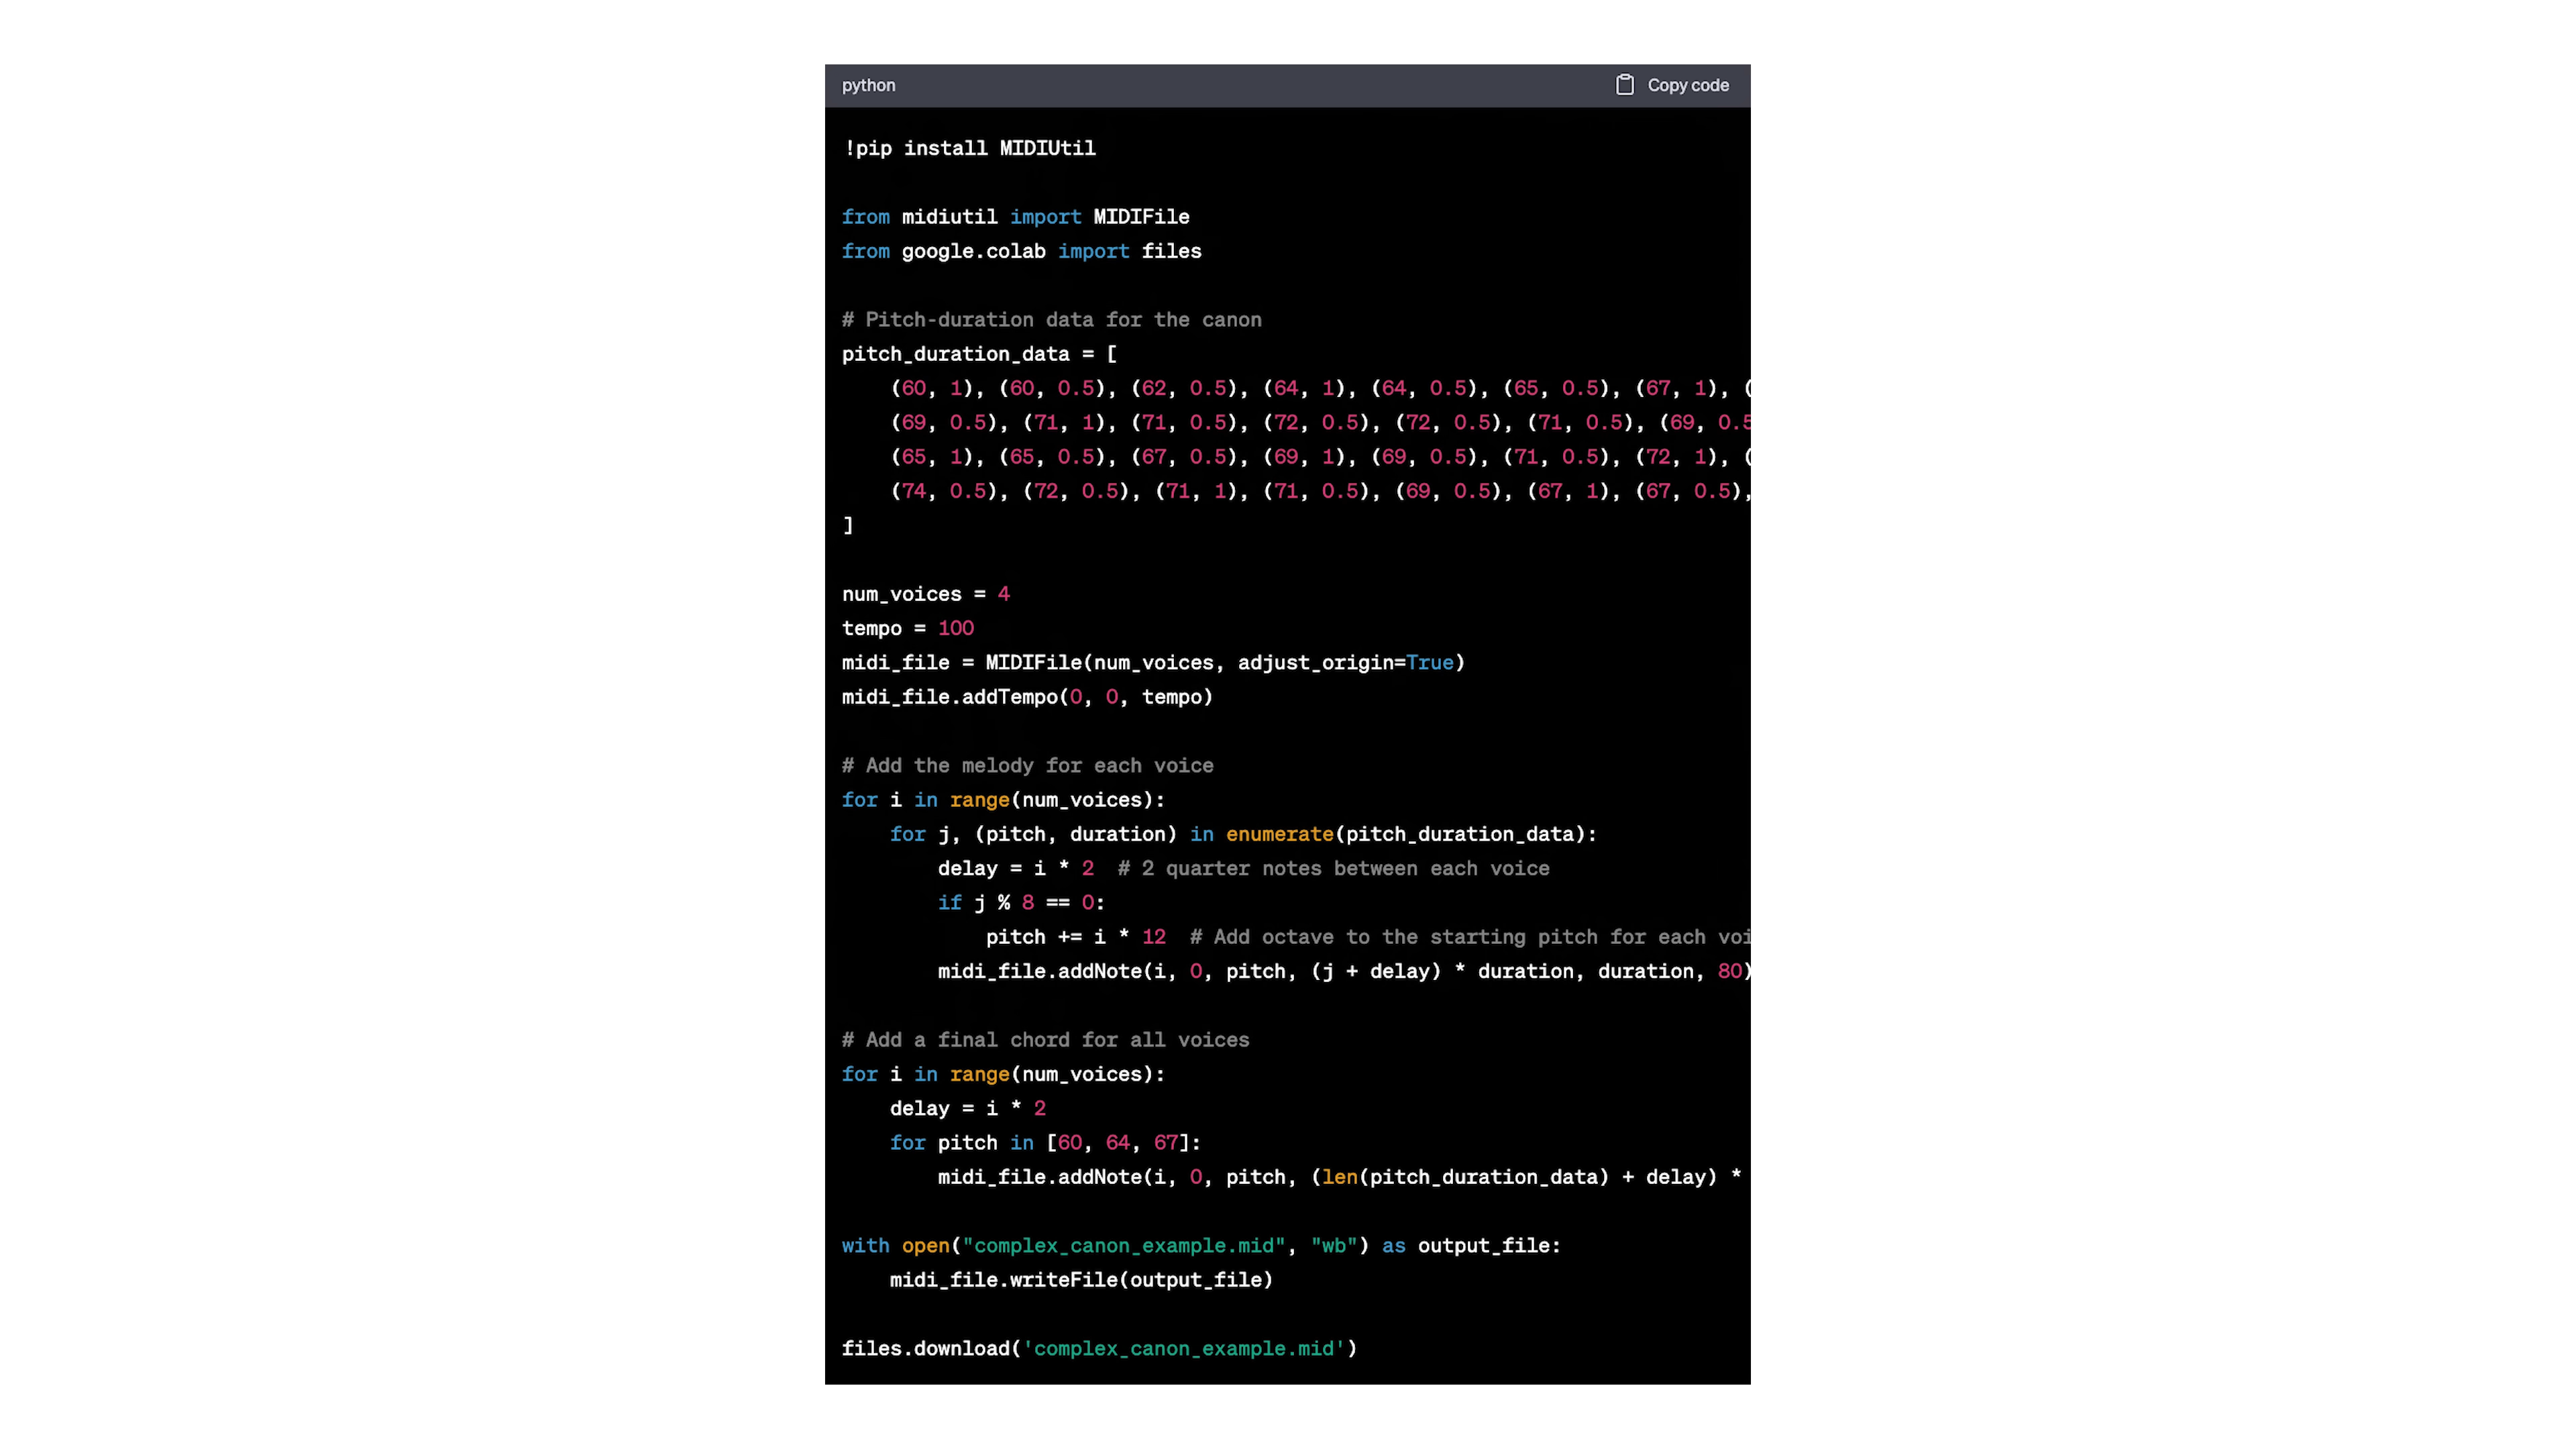 python Copy code
!pip install MIDIUtil
from midiutil import MIDIFile
from google.colab import files
# Pitch-duration data for the canon
pitch_duration_data = [
(60, 1), (60, 0.5), (62, 0.5), (64, 1), (64, 0.5), (65, 0.5), (67, 1), (
(69, 0.5), (71, 1), (71, 0.5), (72, 0.5), (72, 0.5), (71, 0.5), (69, 0.5
(65, 1), (65, 0.5), (67, 0.5), (69, 1), (69, 0.5), (71, 0.5), (72, 1), (
(74, 0.5), (72, 0.5), (71, 1), (71, 0.5), (69, 0.5), (67, 1), (67, 0.5),
]
num_voices = 4
tempo = 100
midi_file = MIDIFile(num_voices, adjust_origin=True)
midi_file.addTempo(0, 0, tempo)
# Add the melody for each voice
for i in range(num_voices):
for j, (pitch, duration) in enumerate(pitch_duration_data):
delay = i * 2 # 2 quarter notes between each voice
if j % 8 == 0:
pitch += i * 12 # Add octave to the starting pitch for each voi
midi_file.addNote(i, 0, pitch, (j + delay) * duration, duration, 80)
# Add a final chord for all voices
for i in range(num_voices):
delay = i * 2
for pitch in [60, 64, 67]:
midi_file.addNote(i, 0, pitch, (len(pitch_duration_data) + delay) *
with open("complex_canon_example.mid", "wb") as output_file:
midi_file.writeFile(output_file)
files.download('complex_canon_example.mid')